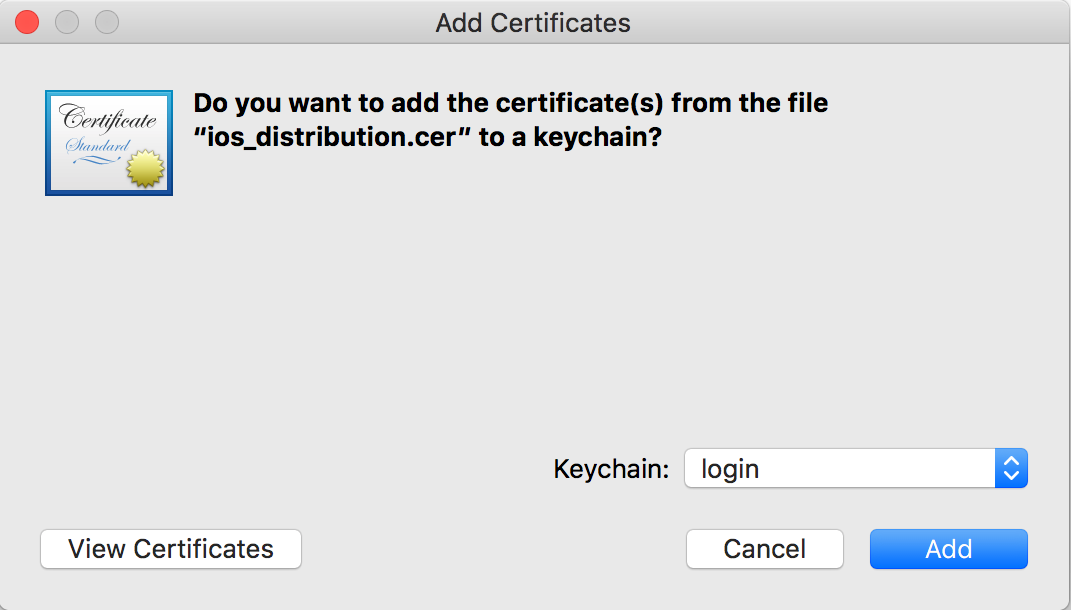 Add Certificates
Certificate
Standard
Do you want to add the certificate(s) from the file
“ios_distribution.cer” to a keychain?
Keychain: login
View Certificates Cancel Add